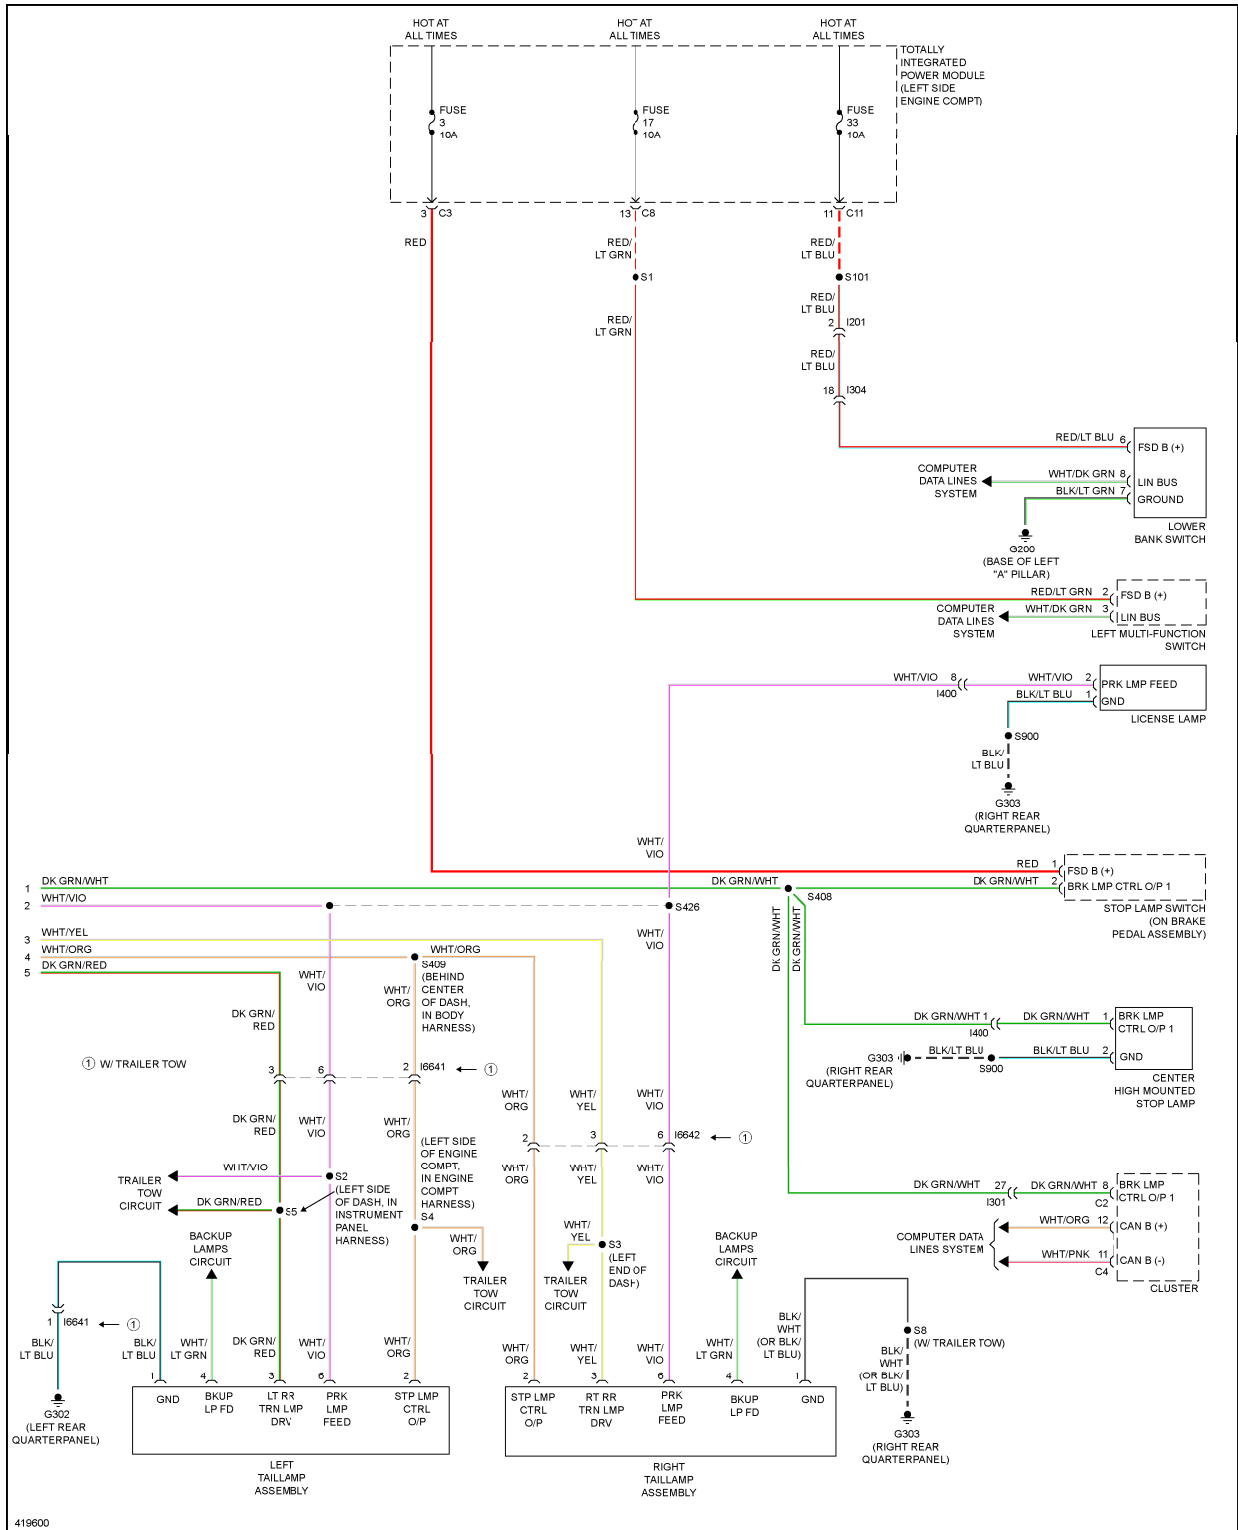 HOT AT
ALL TIMES
HOT AT
ALL TIMES
HOT AT
ALL TIMES
TOTALLY
INTEGRATED
POWER MODULE
(LEFT SIDE
ENGINE COMPT)
FUSE
3
10A
FUSE
17
10A
FUSE
33
10A
3 C3
13 C8
11 C11
RED
RED/
LT GRN
RED/
LT BLU
S1
S101
RED/
LT GRN
RED/
LT BLU
2 I201
RED/
LT BLU
18 I304
RED/LT BLU 6
FSD B (+)
COMPUTER
DATA LINES
SYSTEM
WHT/DK GRN 8
LIN BUS
BLK/LT GRN 7
GROUND
LOWER
BANK SWITCH
G200
(BASE OF LEFT
"A" PILLAR)
RED/LT GRN 2
FSD B (+)
COMPUTER
DATA LINES
SYSTEM
WHT/DK GRN 3
LIN BUS
LEFT MULTI-FUNCTION
SWITCH
WHT/VIO 8
I400
WHT/VIO 2
PRK LMP FEED
BLK/LT BLU 1
GND
LICENSE LAMP
S900
BLK/
LT BLU
G303
(RIGHT REAR
QUARTERPANEL)
WHT/
VIO
RED 1
FSD B (+)
1 DK GRN/WHT
DK GRN/WHT
DK GRN/WHT 2
BRK LMP CTRL O/P 1
S408
STOP LAMP SWITCH
(ON BRAKE
PEDAL ASSEMBLY)
2 WHT/VIO
S426
3 WHT/YEL
4 WHT/ORG
WHT/ORG
5 DK GRN/RED
WHT/
VIO
DK GRN/WHT
DK GRN/WHT
S409
(BEHIND
CENTER
OF DASH,
IN BODY
HARNESS)
WHT/
VIO
WHT/
ORG
DK GRN/
RED
DK GRN/WHT 1
I400
DK GRN/WHT 1
BRK LMP
CTRL O/P 1
G303
(RIGHT REAR
QUARTERPANEL)
BLK/LT BLU
S900
BLK/LT BLU 2
GND
CENTER
HIGH MOUNTED
STOP LAMP
1 W/ TRAILER TOW
3
6
2 I6641
1
WHT/
ORG
WHT/
YEL
WHT/
VIO
DK GRN/
RED
WHT/
VIO
WHT/
ORG
(LEFT SIDE
OF ENGINE
COMPT,
IN ENGINE
COMPT
HARNESS)
S4
2
3
6 I6642
1
WHT/
ORG
WHT/
YEL
WHT/
VIO
TRAILER
TOW
CIRCUIT
WHT/VIO
S2
(LEFT SIDE
OF DASH, IN
INSTRUMENT
PANEL
HARNESS)
DK GRN/RED
S5
DK GRN/WHT 27
I301
DK GRN/WHT 8
C2
BRK LMP
CTRL O/P 1
COMPUTER DATA
LINES SYSTEM
WHT/ORG 12
CAN B (+)
WHT/PNK 11
C4
CAN B (-)
CLUSTER
BACKUP
LAMPS
CIRCUIT
WHT/
ORG
TRAILER
TOW
CIRCUIT
WHT/
YEL
S3
(LEFT
END OF
DASH)
TRAILER
TOW
CIRCUIT
BACKUP
LAMPS
CIRCUIT
1 I6641
1
BLK/
LT BLU
BLK/
LT BLU
WHT/
LT GRN
DK GRN/
RED
WHT/
VIO
WHT/
ORG
WHT/
ORG
WHT/
YEL
WHT/
VIO
WHT/
LT GRN
BLK/
WHT
(OR BLK/
LT BLU)
S8
(W/ TRAILER TOW)
BLK/
WHT
(OR BLK/
LT BLU)
1
4
3
6
2
2
3
6
4
1
GND
BKUP
LP FD
LT RR
TRN LMP
DRV
PRK
LMP
FEED
STP LMP
CTRL
O/P
STP LMP
CTRL
O/P
RT RR
TRN LMP
DRV
PRK
LMP
FEED
BKUP
LP FD
GND
G302
(LEFT REAR
QUARTERPANEL)
G303
(RIGHT REAR
QUARTERPANEL)
LEFT
TAILLAMP
ASSEMBLY
RIGHT
TAILLAMP
ASSEMBLY
419600